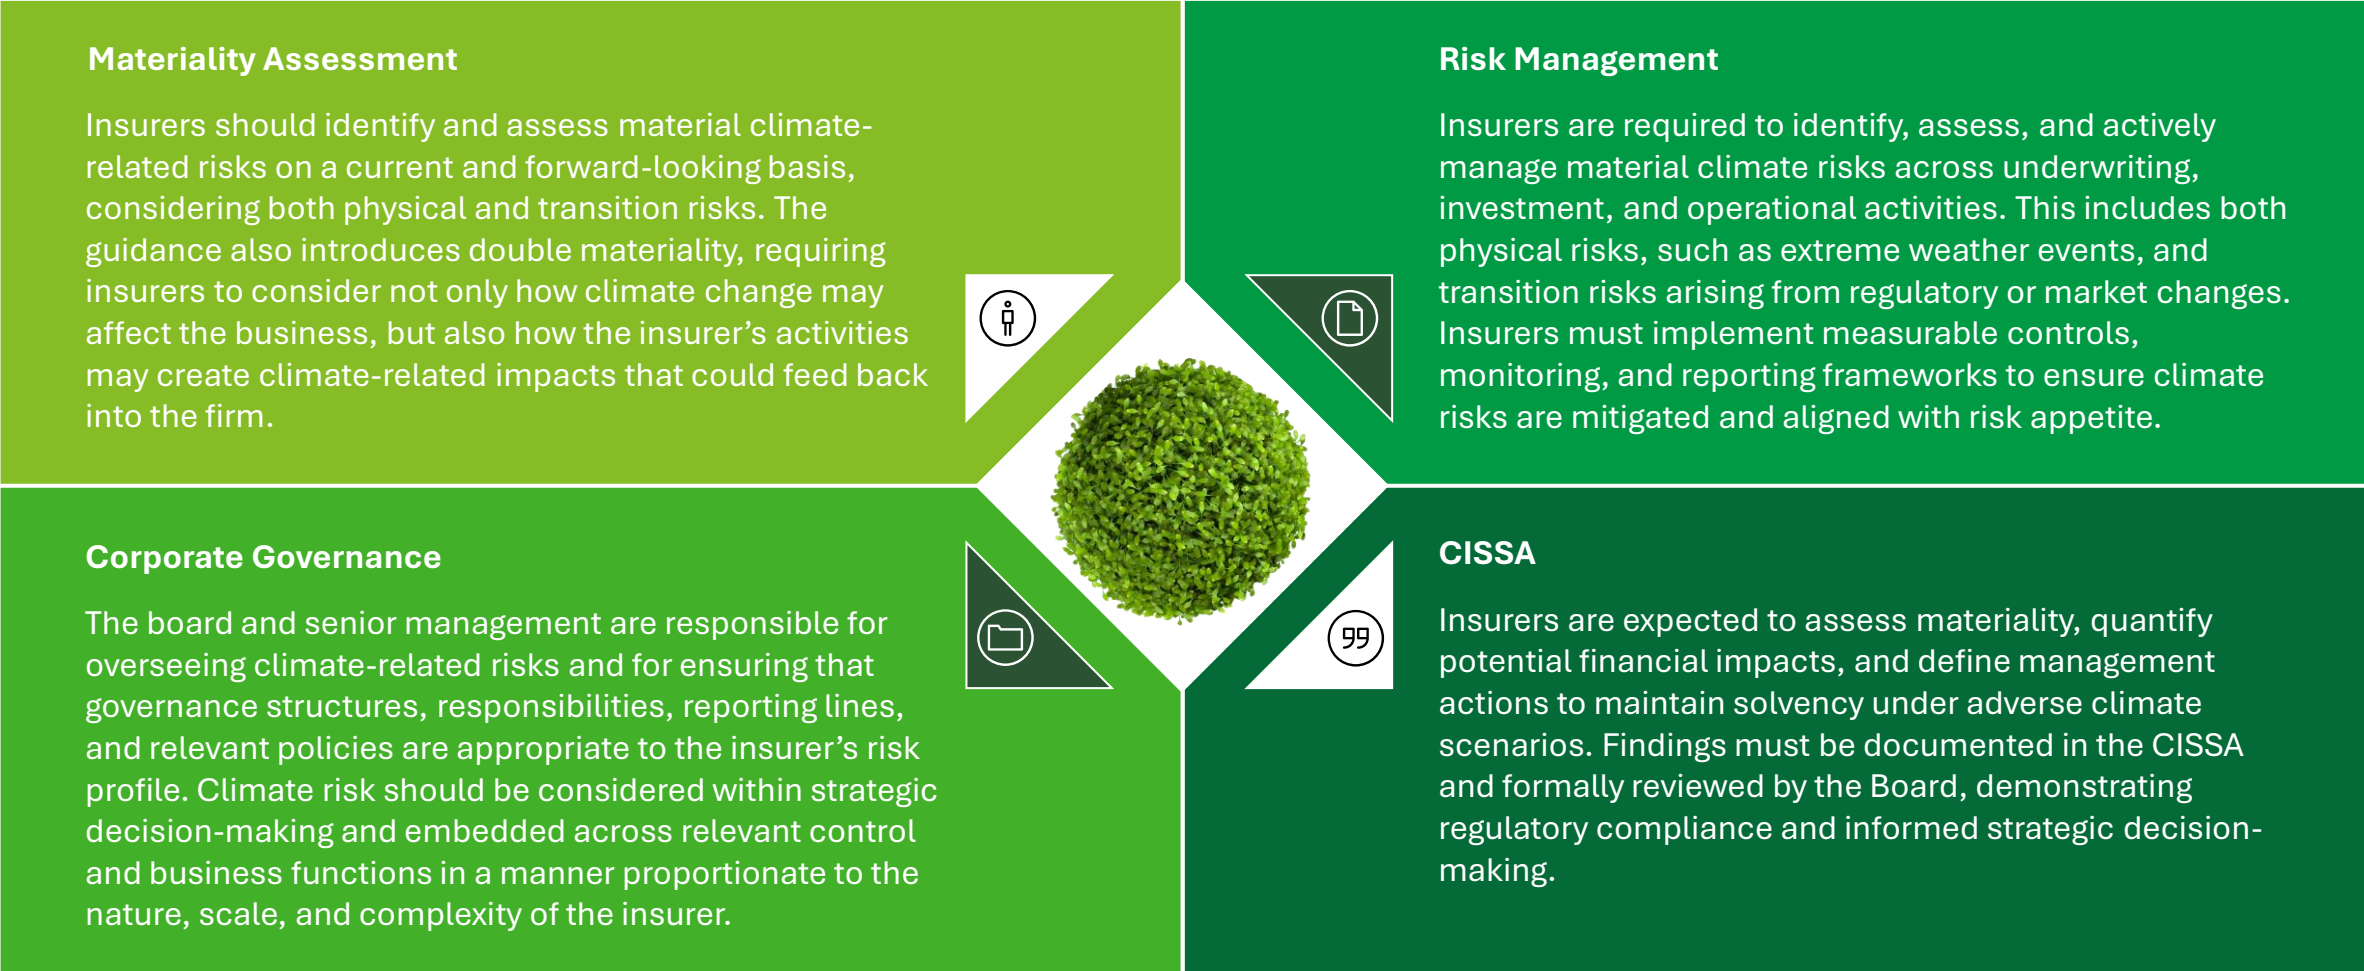 Materiality Assessment
Insurers should identify and assess material climate-
related risks on a current and forward-looking basis,
considering both physical and transition risks. The
guidance also introduces double materiality, requiring
insurers to consider not only how climate change may
affect the business, but also how the insurer’s activities
may create climate-related impacts that could feed back
into the firm.
Risk Management
Insurers are required to identify, assess, and actively
manage material climate risks across underwriting,
investment, and operational activities. This includes both
physical risks, such as extreme weather events, and
transition risks arising from regulatory or market changes.
Insurers must implement measurable controls,
monitoring, and reporting frameworks to ensure climate
risks are mitigated and aligned with risk appetite.
Corporate Governance
The board and senior management are responsible for
overseeing climate-related risks and for ensuring that
governance structures, responsibilities, reporting lines,
and relevant policies are appropriate to the insurer’s risk
profile. Climate risk should be considered within strategic
decision-making and embedded across relevant control
and business functions in a manner proportionate to the
nature, scale, and complexity of the insurer.
CISSA
Insurers are expected to assess materiality, quantify
potential financial impacts, and define management
actions to maintain solvency under adverse climate
scenarios. Findings must be documented in the CISSA
and formally reviewed by the Board, demonstrating
regulatory compliance and informed strategic decision-
making.